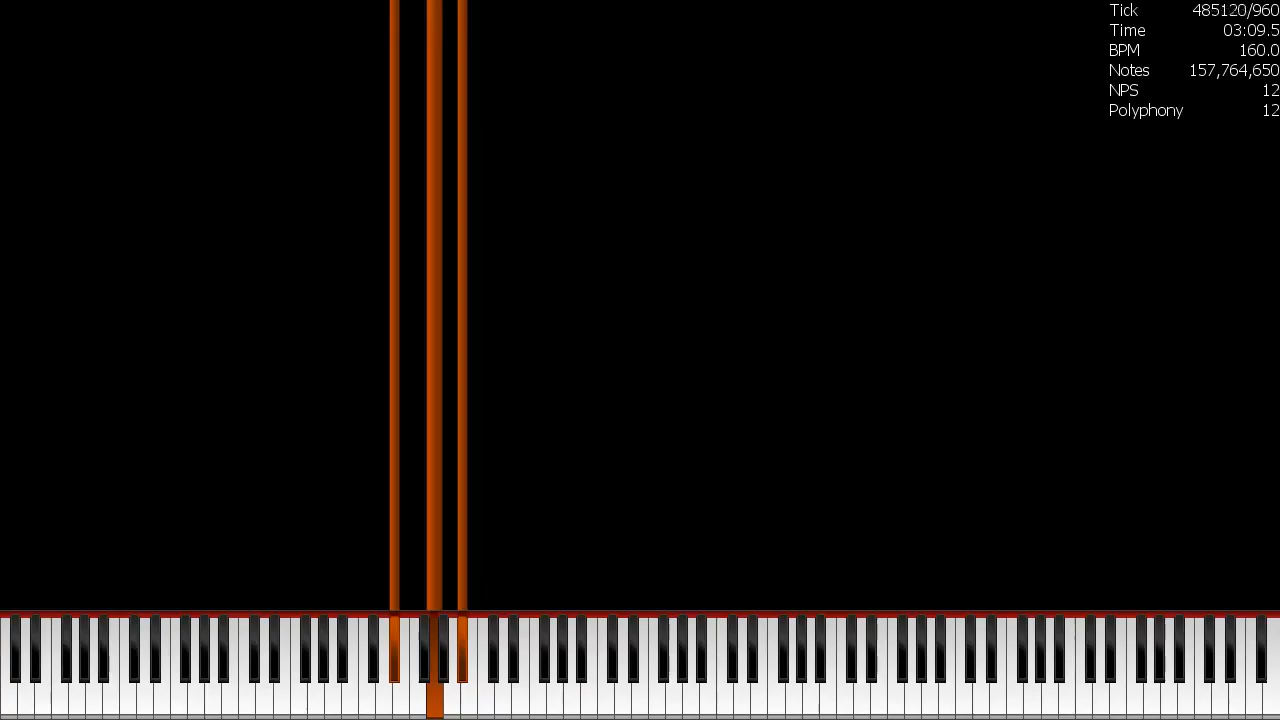 Tick 485120/960
Time 03:09.5
BPM 160.0
Notes 157,764,650
NPS 12
Polyphony 12